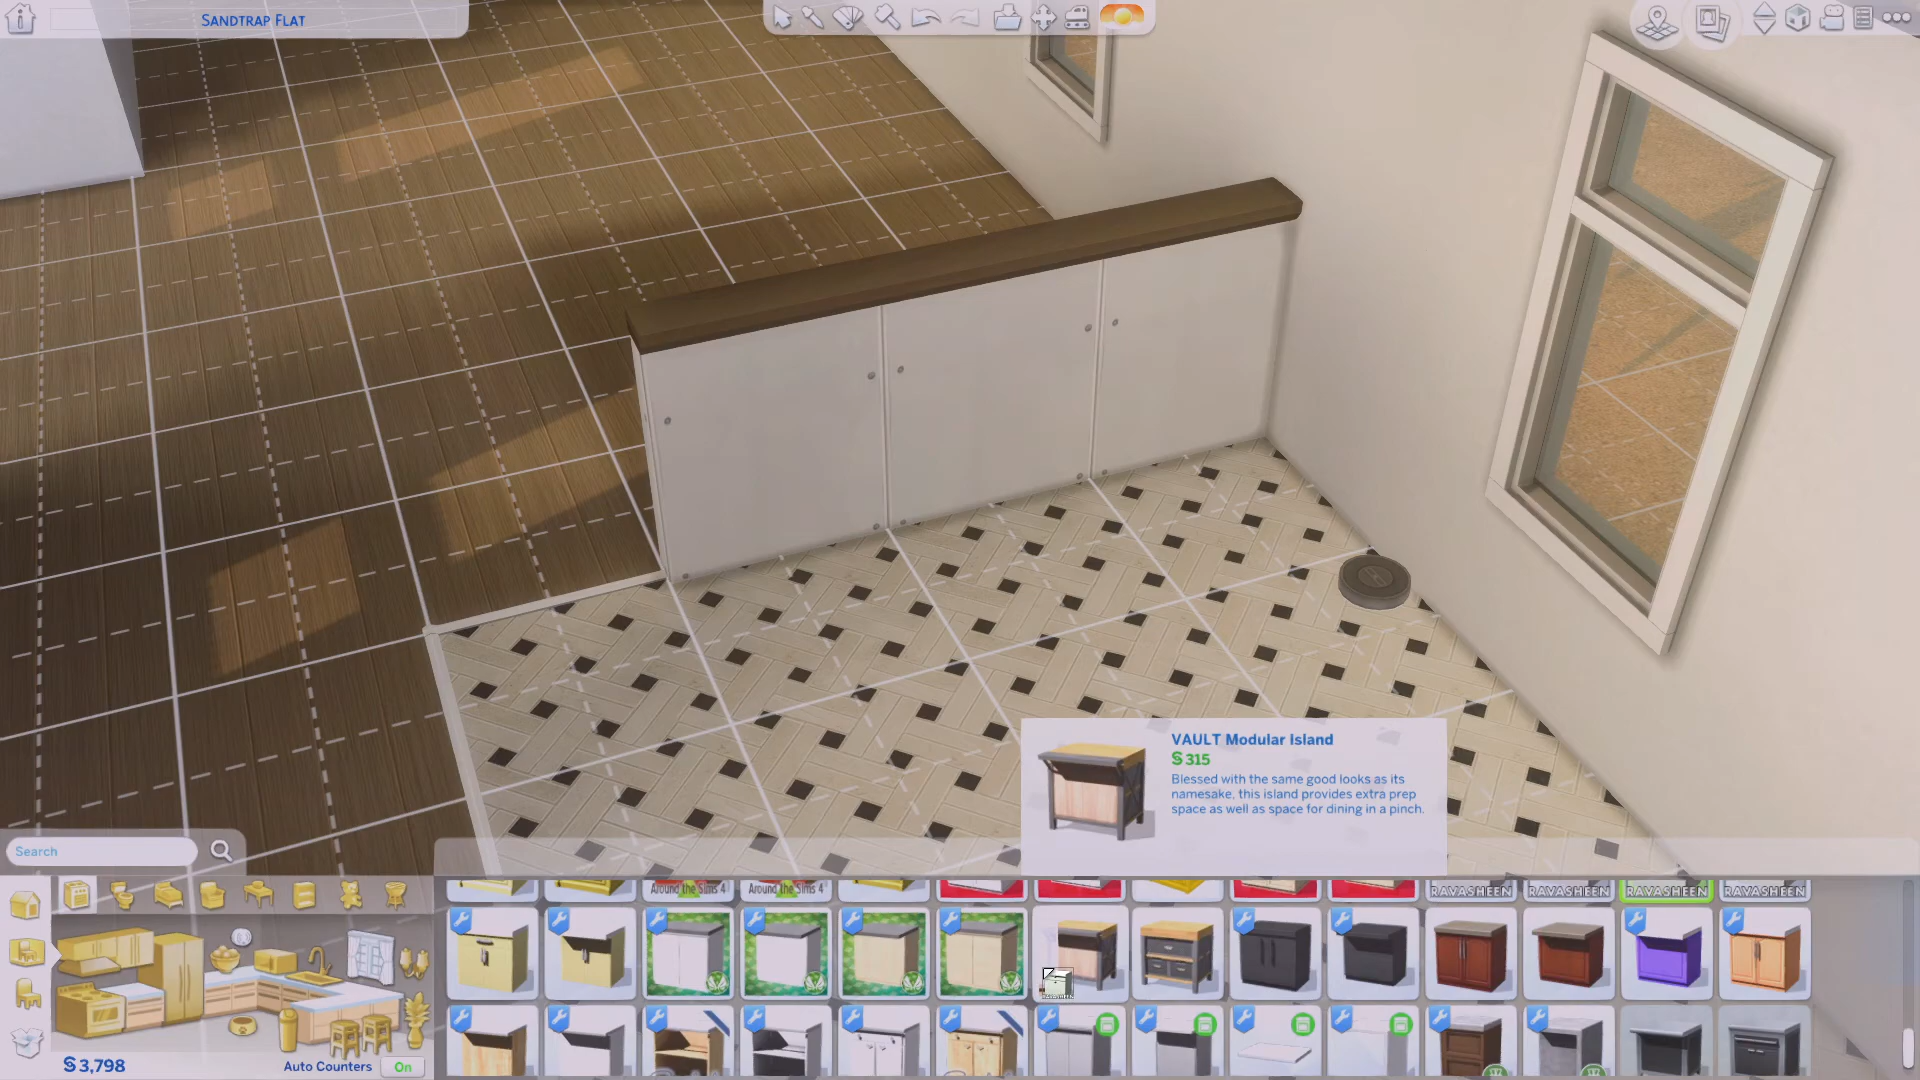 SANDTRAP FLAT
VAULT Modular Island
§315
Blessed with the same good looks as its
namesake, this island provides extra prep
space as well as space for dining in a pinch.
Search
Around the Sims 4
Around the Sims 4
RAVASHEEN
RAVASHEEN
RAVASHEEN
RAVASHEEN
RAVASHEEN
§3,798
Auto Counters
On